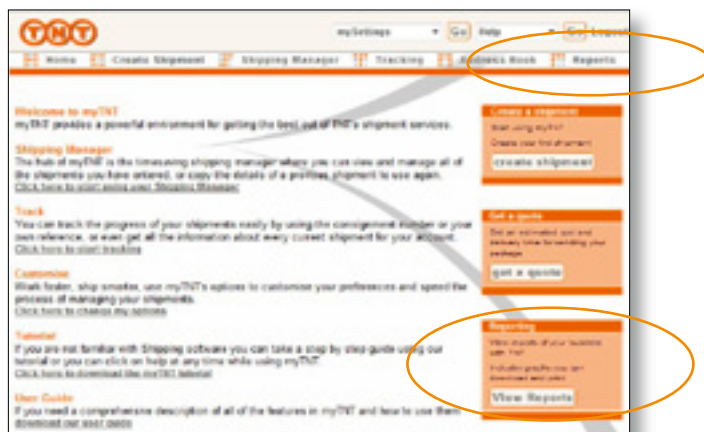 TNT
mySettings Go Help Go Logout
Home Create Shipment Shipping Manager Tracking Address Book Reports
Welcome to myTNT
myTNT provides a powerful environment for getting the best out of TNT's shipment services.
Shipping Manager
The hub of myTNT is the timesaving shipping manager where you can view and manage all of
the shipments you have entered, or copy the details of a previous shipment to use again.
Click here to start using your Shipping Manager
Track
You can track the progress of your shipments easily by using the consignment number or your
own reference, or even get all the information about every current shipment for your account.
Click here to start tracking
Customise
Work faster, ship smarter, use myTNT's options to customise your preferences and speed the
process of managing your shipments.
Click here to change my options
Tutorial
If you are not familiar with Shipping software you can take a step by step guide using our
tutorial or you can click on help at any time while using myTNT.
Click here to download the myTNT tutorial
User Guide
If you need a comprehensive description of all of the features in myTNT and how to use them
download our user guide
Create a shipment
Start using myTNT
Create your first shipment
create shipment
Get a quote
Get an estimated cost and
delivery time for sending your
package.
get a quote
Reporting
View details of your business
with TNT
Includes graphs you can
download and print
View Reports